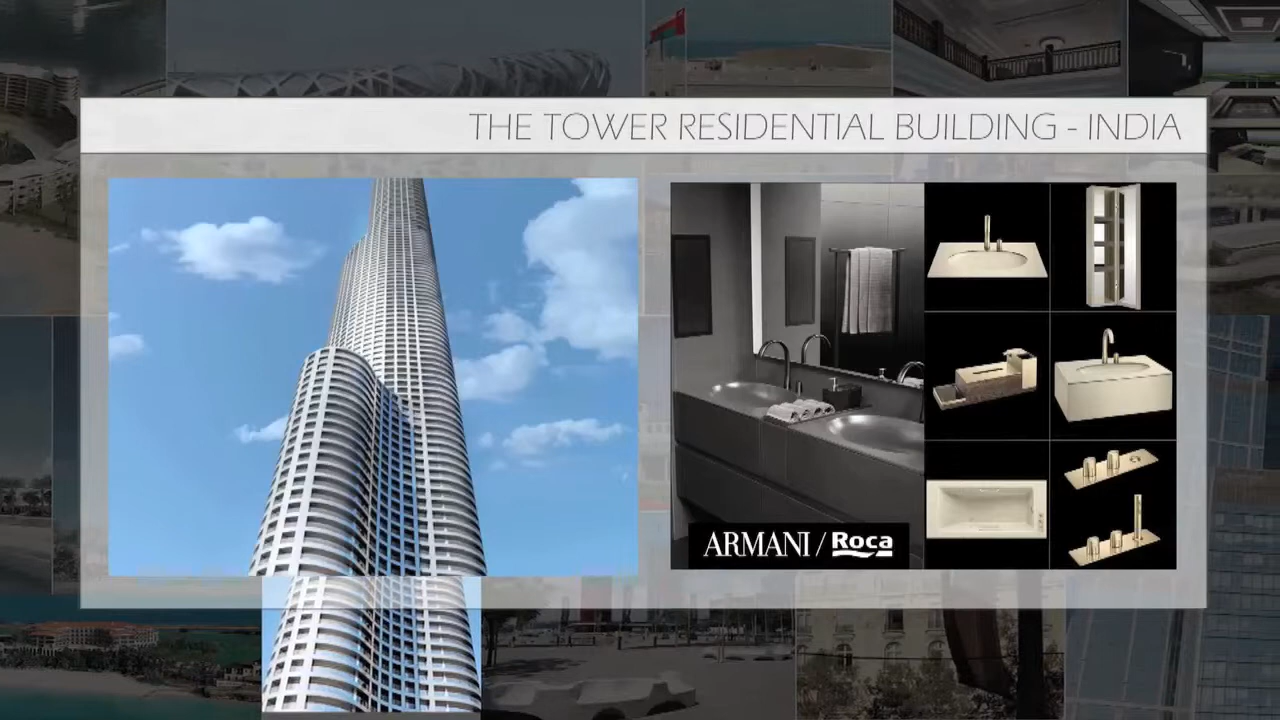 THE TOWER RESIDENTIAL BUILDING - INDIA
ARMANI / Roca